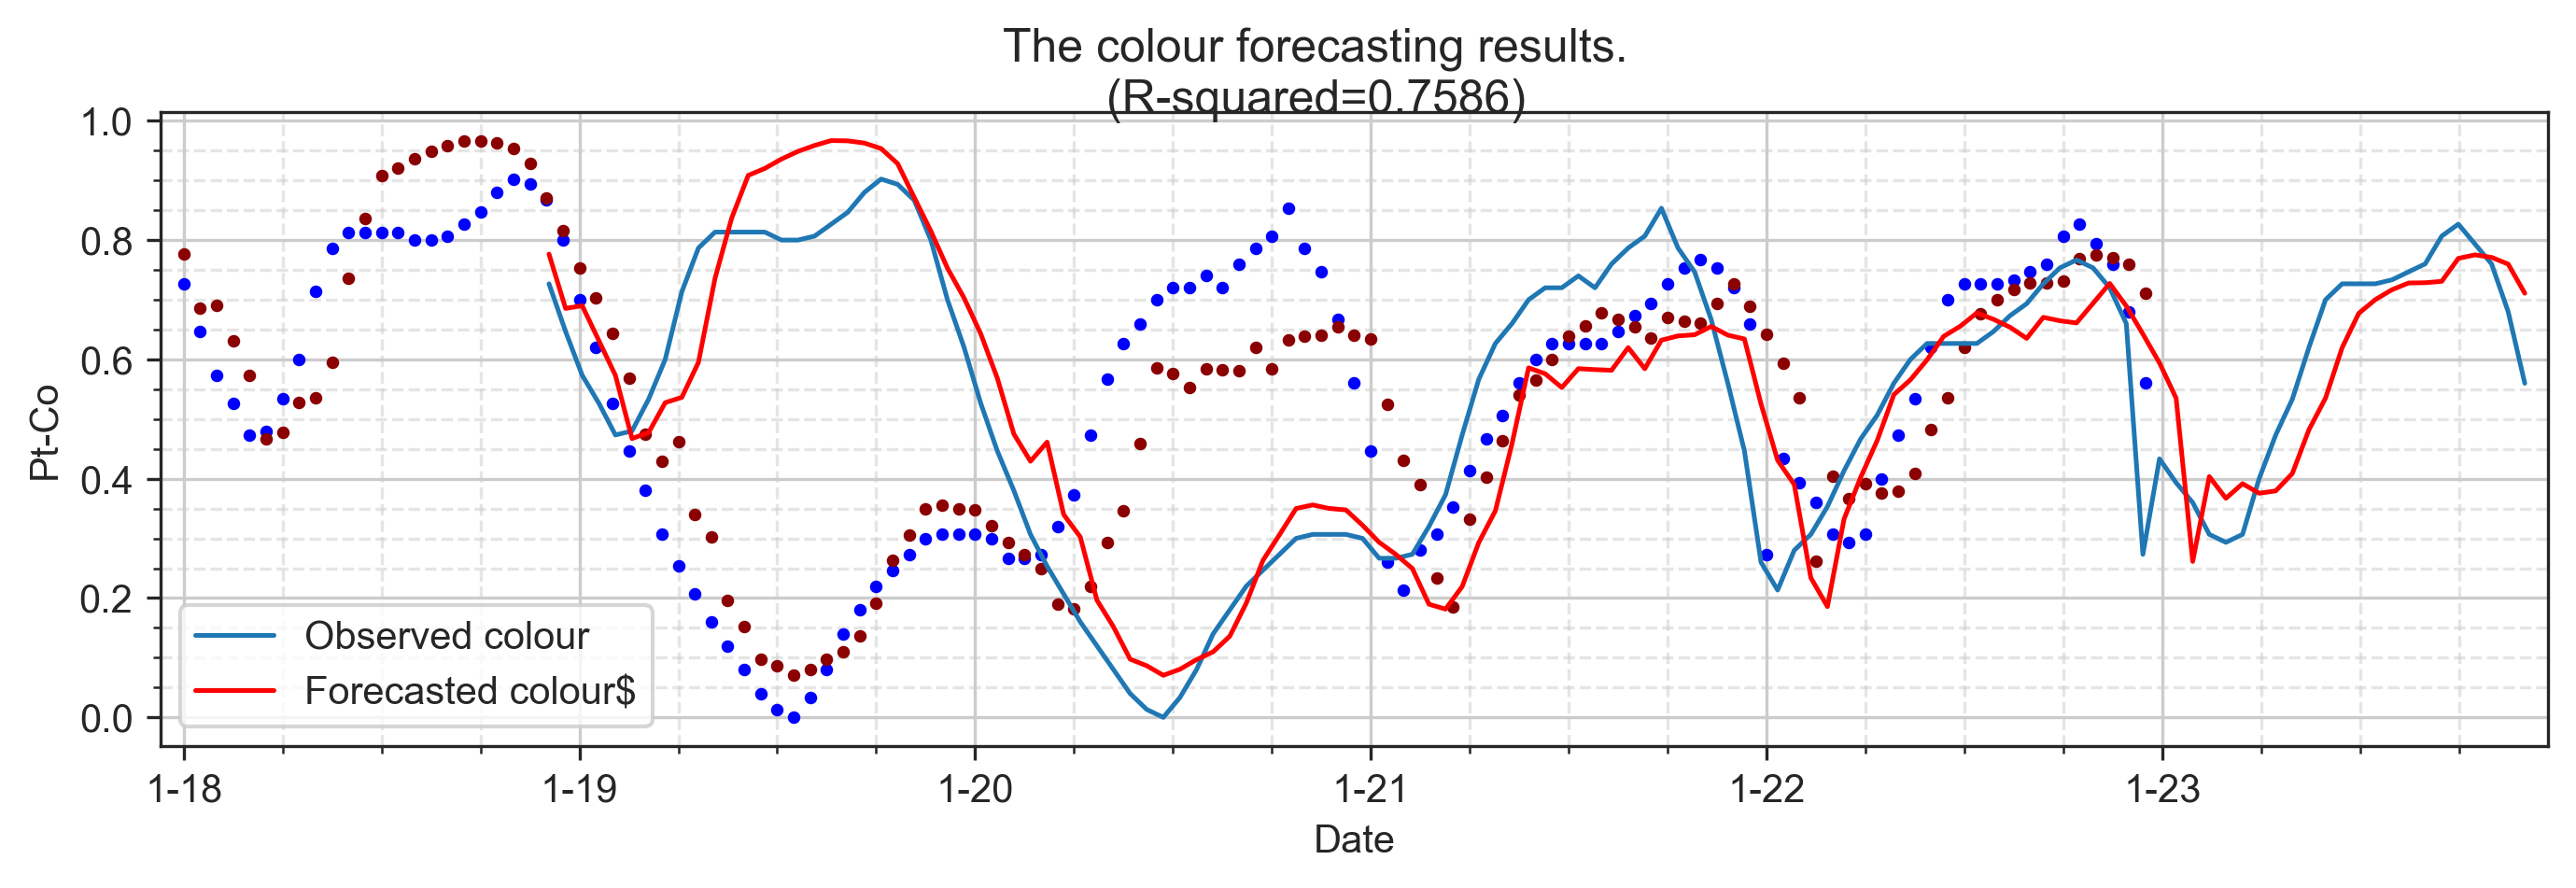 The colour forecasting results.
(R-squared=0.7586)
1.0
0.8
0.6
0.4
0.2
0.0
Pt-Co
Observed colour
Forecasted colour$
1-18
1-19
1-20
1-21
1-22
1-23
Date